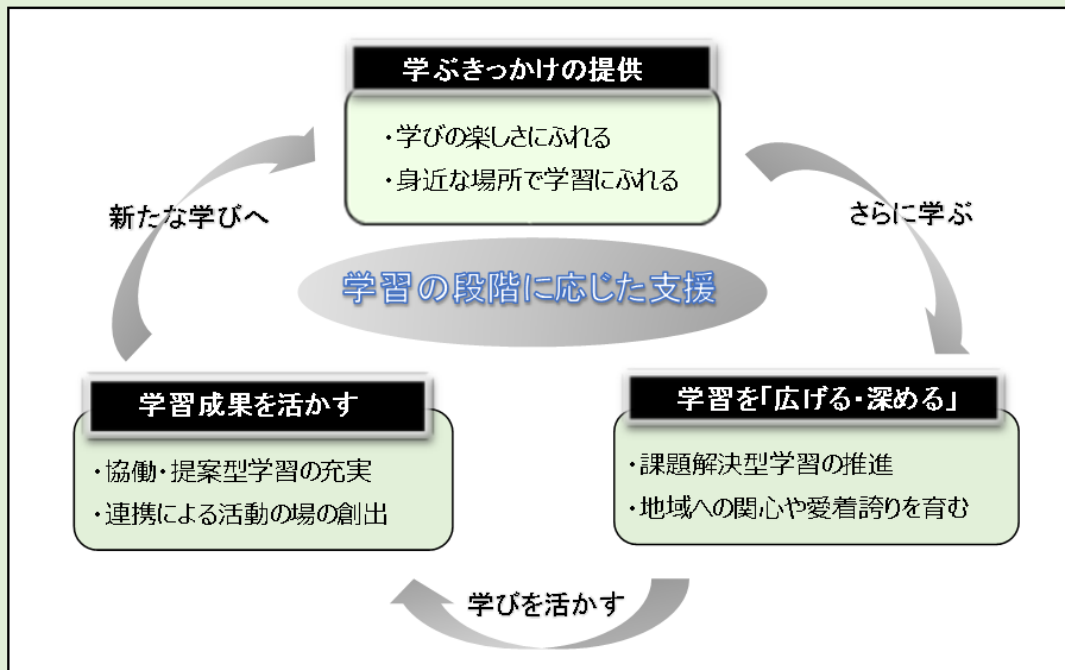 学ぶきっかけの提供
・学びの楽しさにふれる
・身近な場所で学習にふれる
新たな学びへ
さらに学ぶ
学習の段階に応じた支援
学習成果を活かす
・協働・提案型学習の充実
・連携による活動の場の創出
学習を「広げる・深める」
・課題解決型学習の推進
・地域への関心や愛着誇りを育む
学びを活かす